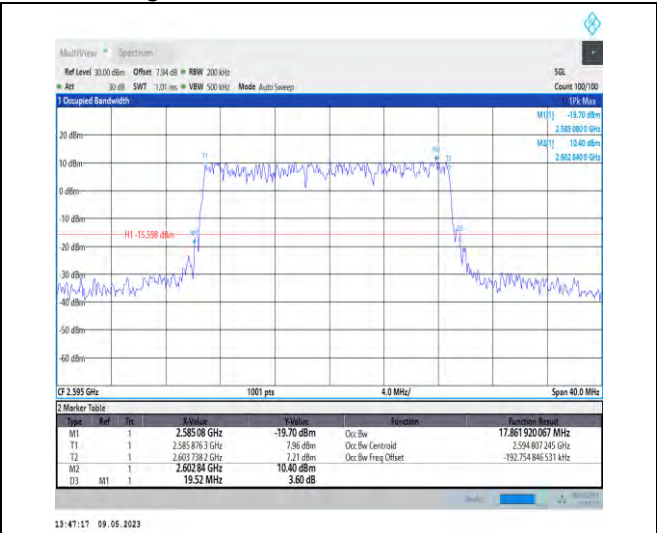 MultiView Spectrum
Ref Level 30.00 dBm Offset 7.94 dB RBW 200 kHz SGL
Att 30 dB SWT 1.01 ms VBW 500 kHz Mode Auto Sweep Count 100/100
1 Occupied Bandwidth 1Pk Max
M1[1] -19.70 dBm
2.585 080 0 GHz
M2[1] 10.40 dBm
2.602 840 0 GHz
20 dBm
10 dBm
0 dBm
-10 dBm
-20 dBm
-30 dBm
-40 dBm
-50 dBm
-60 dBm
H1 -15.598 dBm
T1
M1
M2
T2
D3
CF 2.595 GHz 1001 pts 4.0 MHz/ Span 40.0 MHz
2 Marker Table
Type Ref Trc X-Value Y-Value Function Function Result
M1 1 2.585 08 GHz -19.70 dBm Occ Bw 17.861 920 067 MHz
T1 1 2.585 876 3 GHz 7.96 dBm Occ Bw Centroid 2.594 807 245 GHz
T2 1 2.603 738 2 GHz 7.21 dBm Occ Bw Freq Offset -192.754 846 531 kHz
M2 1 2.602 84 GHz 10.40 dBm
D3 M1 1 19.52 MHz 3.60 dB
13:47:17 09.05.2023